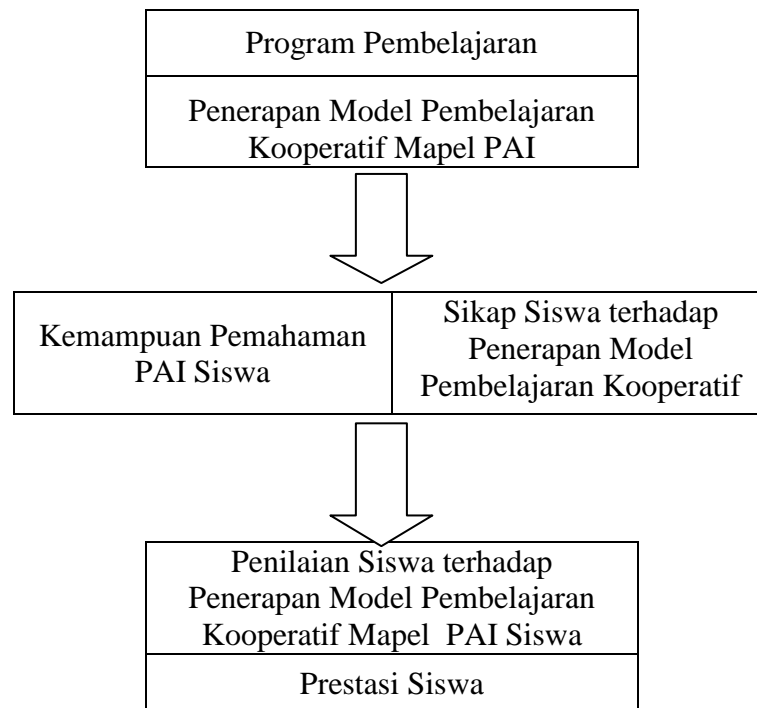 Program Pembelajaran
Penerapan Model Pembelajaran
Kooperatif Mapel PAI
Kemampuan Pemahaman
PAI Siswa
Sikap Siswa terhadap
Penerapan Model
Pembelajaran Kooperatif
Penilaian Siswa terhadap
Penerapan Model Pembelajaran
Kooperatif Mapel PAI Siswa
Prestasi Siswa